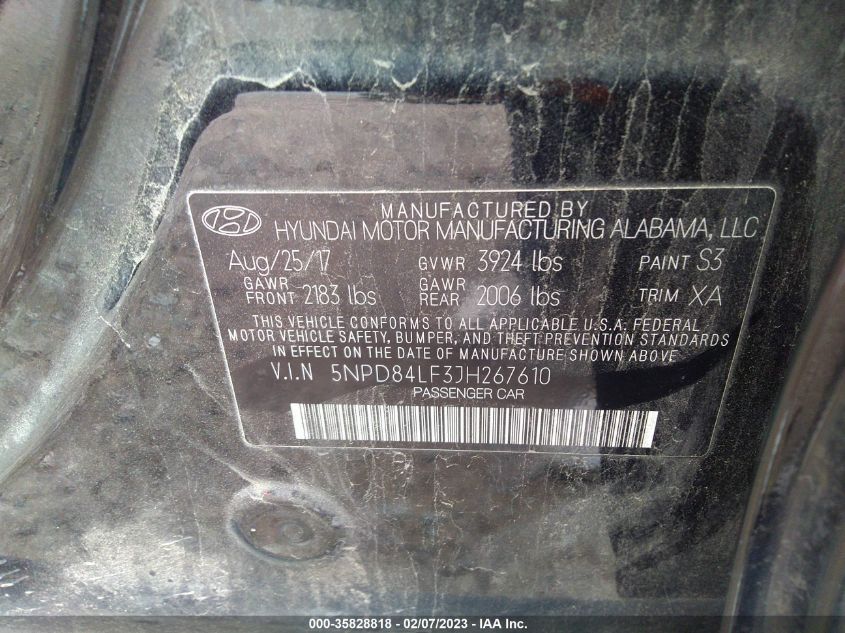 MANUFACTURED BY
HYUNDAI MOTOR MANUFACTURING ALABAMA, LLC
Aug/25/17 GVWR 3924 lbs PAINT S3
GAWR FRONT 2183 lbs GAWR REAR 2006 lbs TRIM XA
THIS VEHICLE CONFORMS TO ALL APPLICABLE U.S.A. FEDERAL
MOTOR VEHICLE SAFETY, BUMPER, AND THEFT PREVENTION STANDARDS
IN EFFECT ON THE DATE OF MANUFACTURE SHOWN ABOVE
V.I.N 5NPD84LF3JH267610
PASSENGER CAR
000-35828818 - 02/07/2023 - IAA Inc.